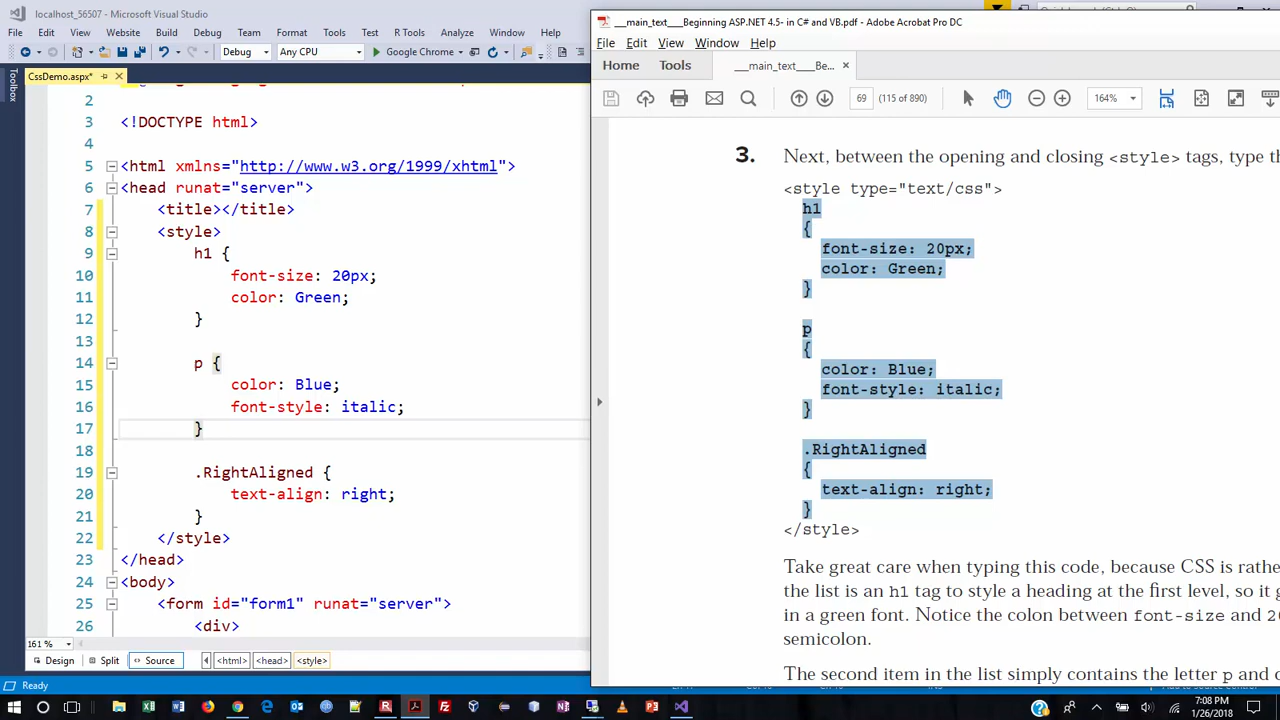 localhost_56507 - Microsoft Visual Studio
File Edit View Website Build Debug Team Format Table Tools Test R Tools Analyze Window Help
Debug Any CPU Google Chrome
CssDemo.aspx*
Toolbox
2
3 <!DOCTYPE html>
4
5 <html xmlns="http://www.w3.org/1999/xhtml">
6 <head runat="server">
7 <title></title>
8 <style>
9 h1 {
10 font-size: 20px;
11 color: Green;
12 }
13
14 p {
15 color: Blue;
16 font-style: italic;
17 }
18
19 .RightAligned {
20 text-align: right;
21 }
22 </style>
23 </head>
24 <body>
25 <form id="form1" runat="server">
26 <div>
161 %
Design Split Source <html> <head> <style>
Ready
___main_text___Beginning ASP.NET 4.5- in C# and VB.pdf - Adobe Acrobat Pro DC
File Edit View Window Help
Home Tools ___main_text___Be...
69 (115 of 890) 164%
3. Next, between the opening and closing <style> tags, type th
<style type="text/css">
h1
{
font-size: 20px;
color: Green;
}
p
{
color: Blue;
font-style: italic;
}
.RightAligned
{
text-align: right;
}
</style>
Take great care when typing this code, because CSS is rathe
the list is an h1 tag to style a heading at the first level, so it g
in a green font. Notice the colon between font-size and 20
semicolon.
The second item in the list simply contains the letter p and c
7:08 PM
1/26/2018